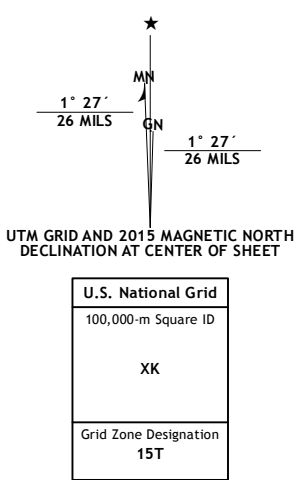 MN
1° 27´
26 MILS
GN
1° 27´
26 MILS
UTM GRID AND 2015 MAGNETIC NORTH
DECLINATION AT CENTER OF SHEET
U.S. National Grid
100,000-m Square ID
XK
Grid Zone Designation
15T